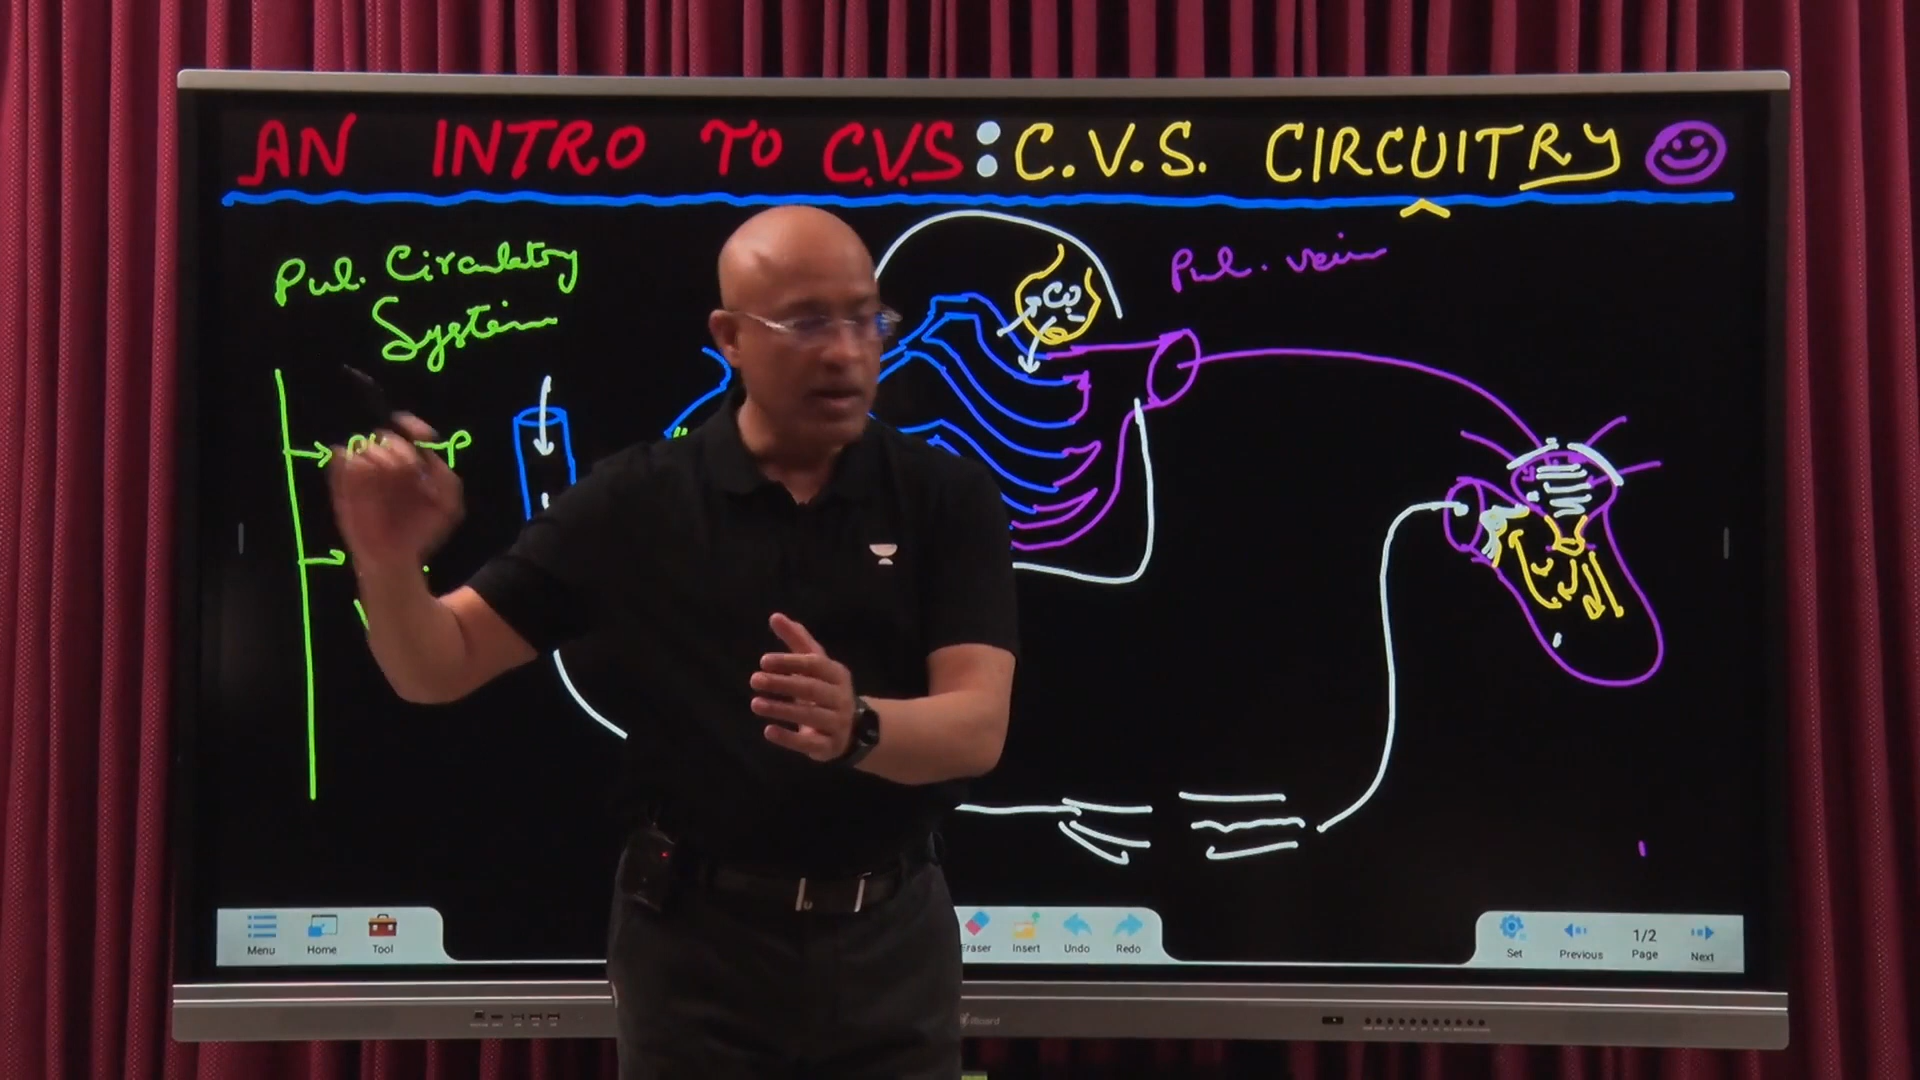 AN INTRO TO C.V.S : C.V.S. CIRCUITRY
Pul. Circulatory
System
Pul. vein
Menu
Home
Tool
Eraser
Insert
Undo
Redo
Set
Previous
1/2
Page
Next